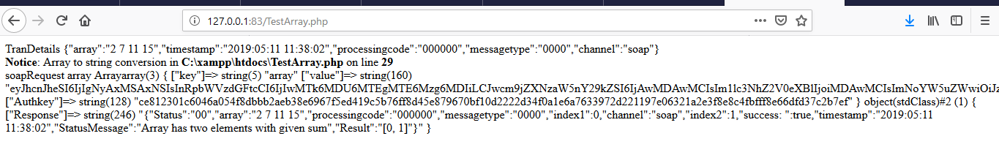 127.0.0.1:83/TestArray.php
TranDetails {"array":"2 7 11 15","timestamp":"2019:05:11 11:38:02","processingcode":"000000","messagetype":"0000","channel":"soap"}
Notice: Array to string conversion in C:\xampp\htdocs\TestArray.php on line 29
soapRequest array Arrayarray(3) { ["key"]=> string(5) "array" ["value"]=> string(160)
"eyJhcnJheSI6IjIgNyAxMSAxNSIsInRpbWVzdGFtcCI6IjIwMTk6MDU6MTEgMTE6Mzg6MDIiLCJwcm9jZXNzaW5nY29kZSI6IjAwMDAwMCIsIm1lc3NhZ2V0eXBlIjoiMDAwMCIsImNoYW5uZWwiOiJz
["Authkey"]=> string(128) "ce812301c6046a054f8dbbb2aeb38e6967f5ed419c5b76ff8d45e879670bf10d2222d34f0a1e6a7633972d221197e06321a2e3f8e8c4fbfff8e66dfd37c2b7ef" } object(stdClass)#2 (1) {
["Response"]=> string(246) "{"Status":"00","array":"2 7 11 15","processingcode":"000000","messagetype":"0000","index1":0,"channel":"soap","index2":1,"success: ":true,"timestamp":"2019:05:11
11:38:02","StatusMessage":"Array has two elements with given sum","Result":"[0, 1]"}" }